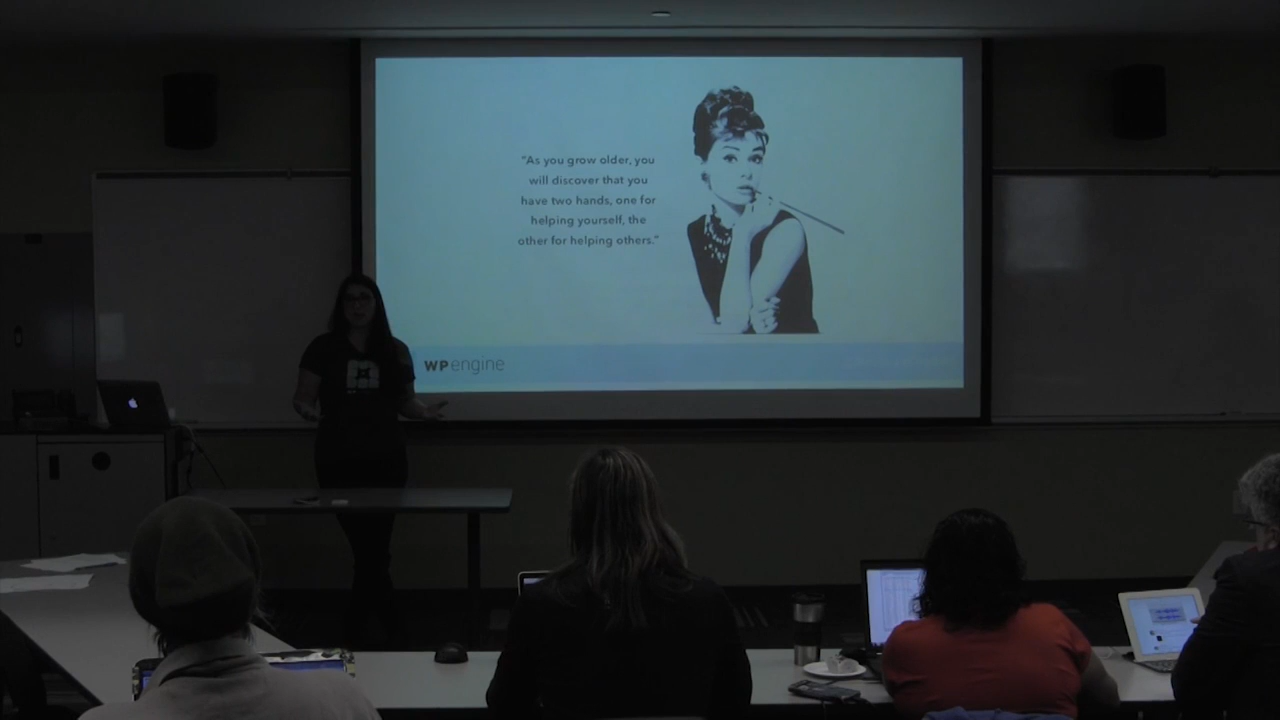 "As you grow older, you
will discover that you
have two hands, one for
helping yourself, the
other for helping others."
WP engine